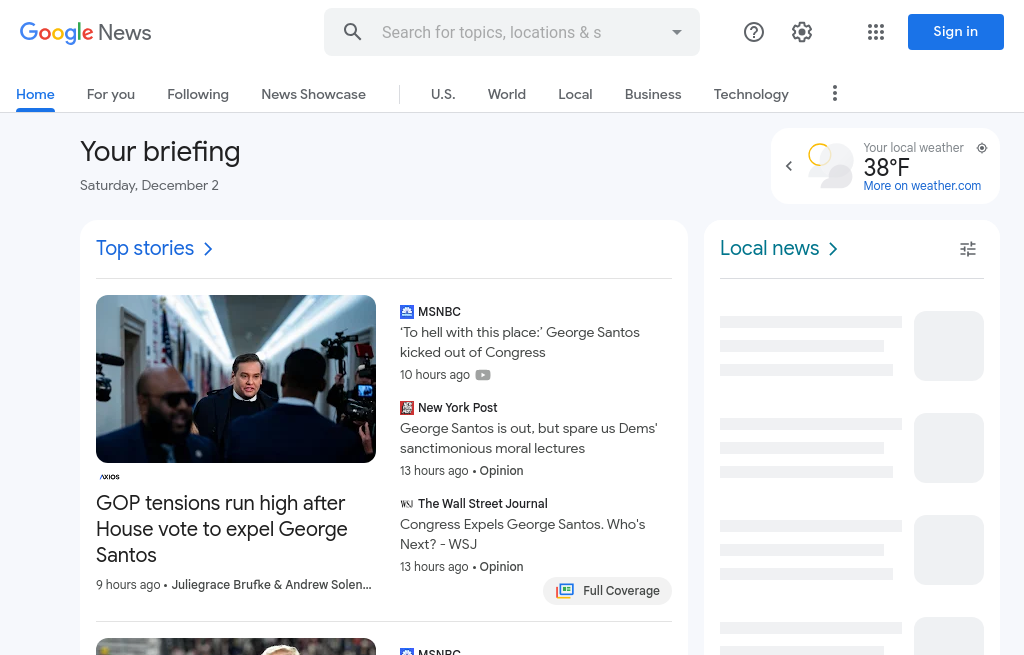 Google News
Search for topics, locations & s
Sign in
Home
For you
Following
News Showcase
U.S.
World
Local
Business
Technology
Your briefing
Saturday, December 2
Your local weather
38°F
More on weather.com
Top stories
Local news
AXIOS
GOP tensions run high after
House vote to expel George
Santos
9 hours ago • Juliegrace Brufke & Andrew Solen...
MSNBC
‘To hell with this place:’ George Santos
kicked out of Congress
10 hours ago
New York Post
George Santos is out, but spare us Dems'
sanctimonious moral lectures
13 hours ago • Opinion
WSJ The Wall Street Journal
Congress Expels George Santos. Who's
Next? - WSJ
13 hours ago • Opinion
Full Coverage
MSNBC